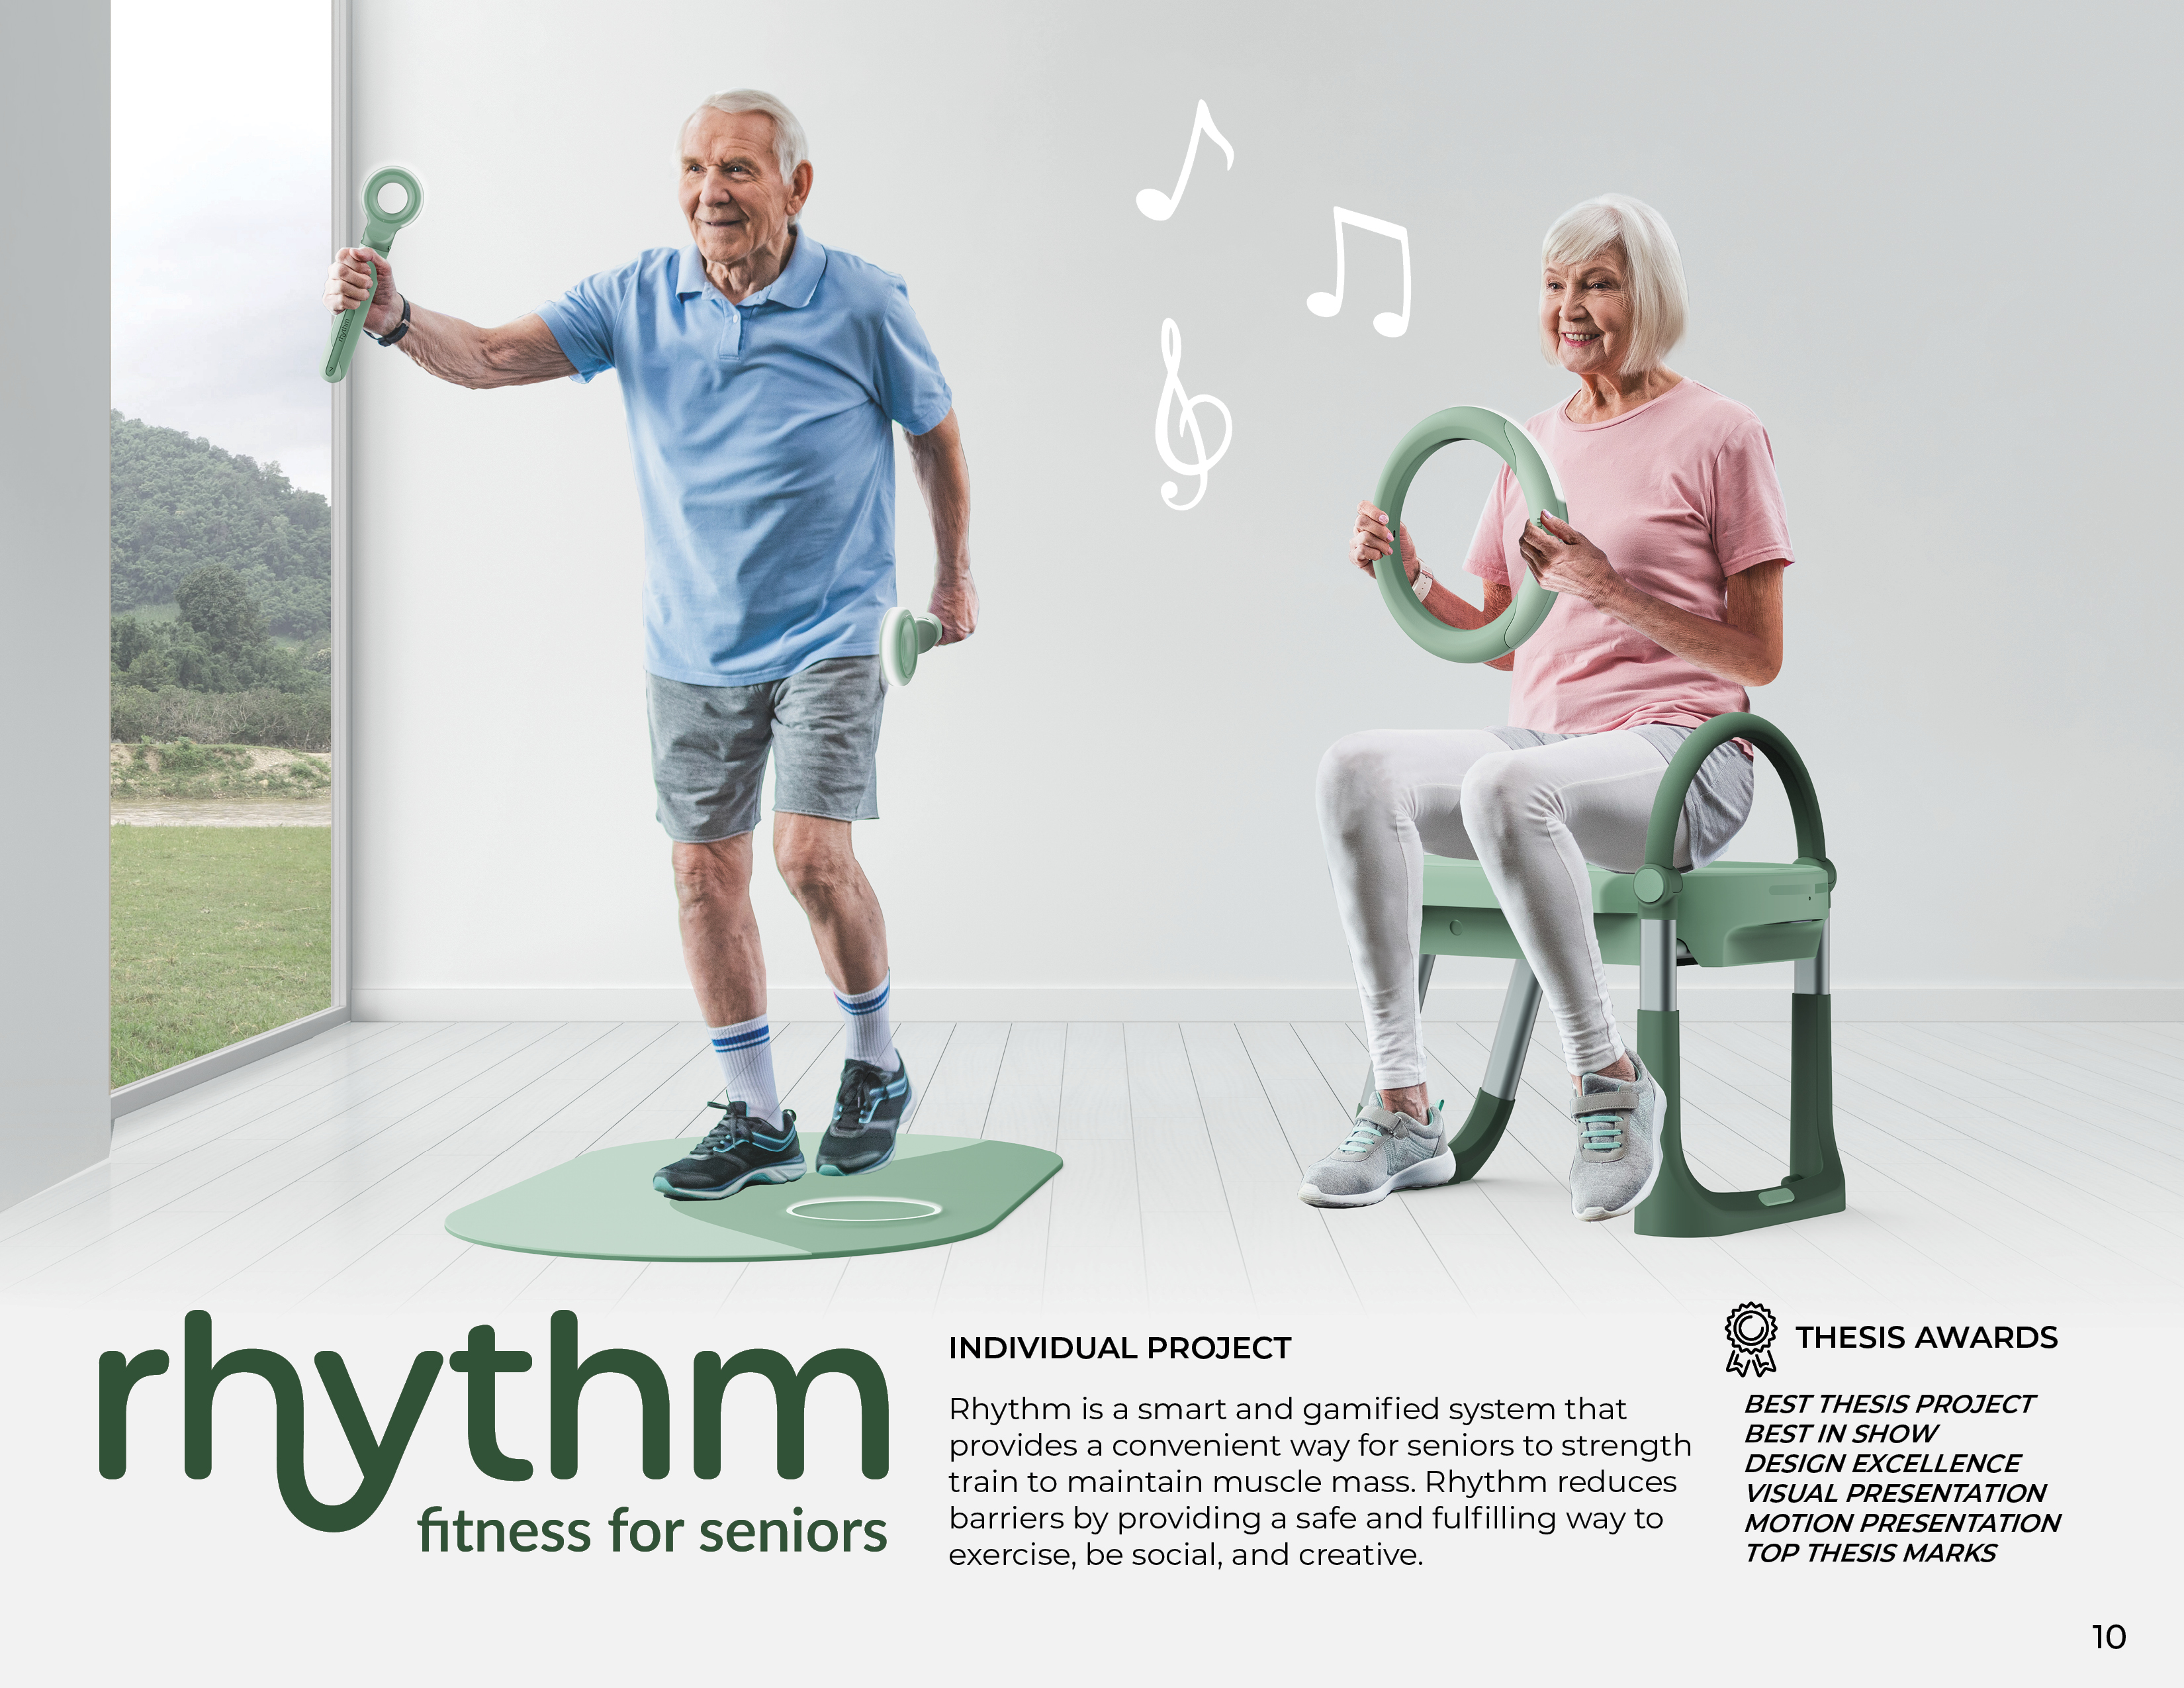 rhythm
rhythm
fitness for seniors
INDIVIDUAL PROJECT
Rhythm is a smart and gamified system that
provides a convenient way for seniors to strength
train to maintain muscle mass. Rhythm reduces
barriers by providing a safe and fulfilling way to
exercise, be social, and creative.
THESIS AWARDS
BEST THESIS PROJECT
BEST IN SHOW
DESIGN EXCELLENCE
VISUAL PRESENTATION
MOTION PRESENTATION
TOP THESIS MARKS
10